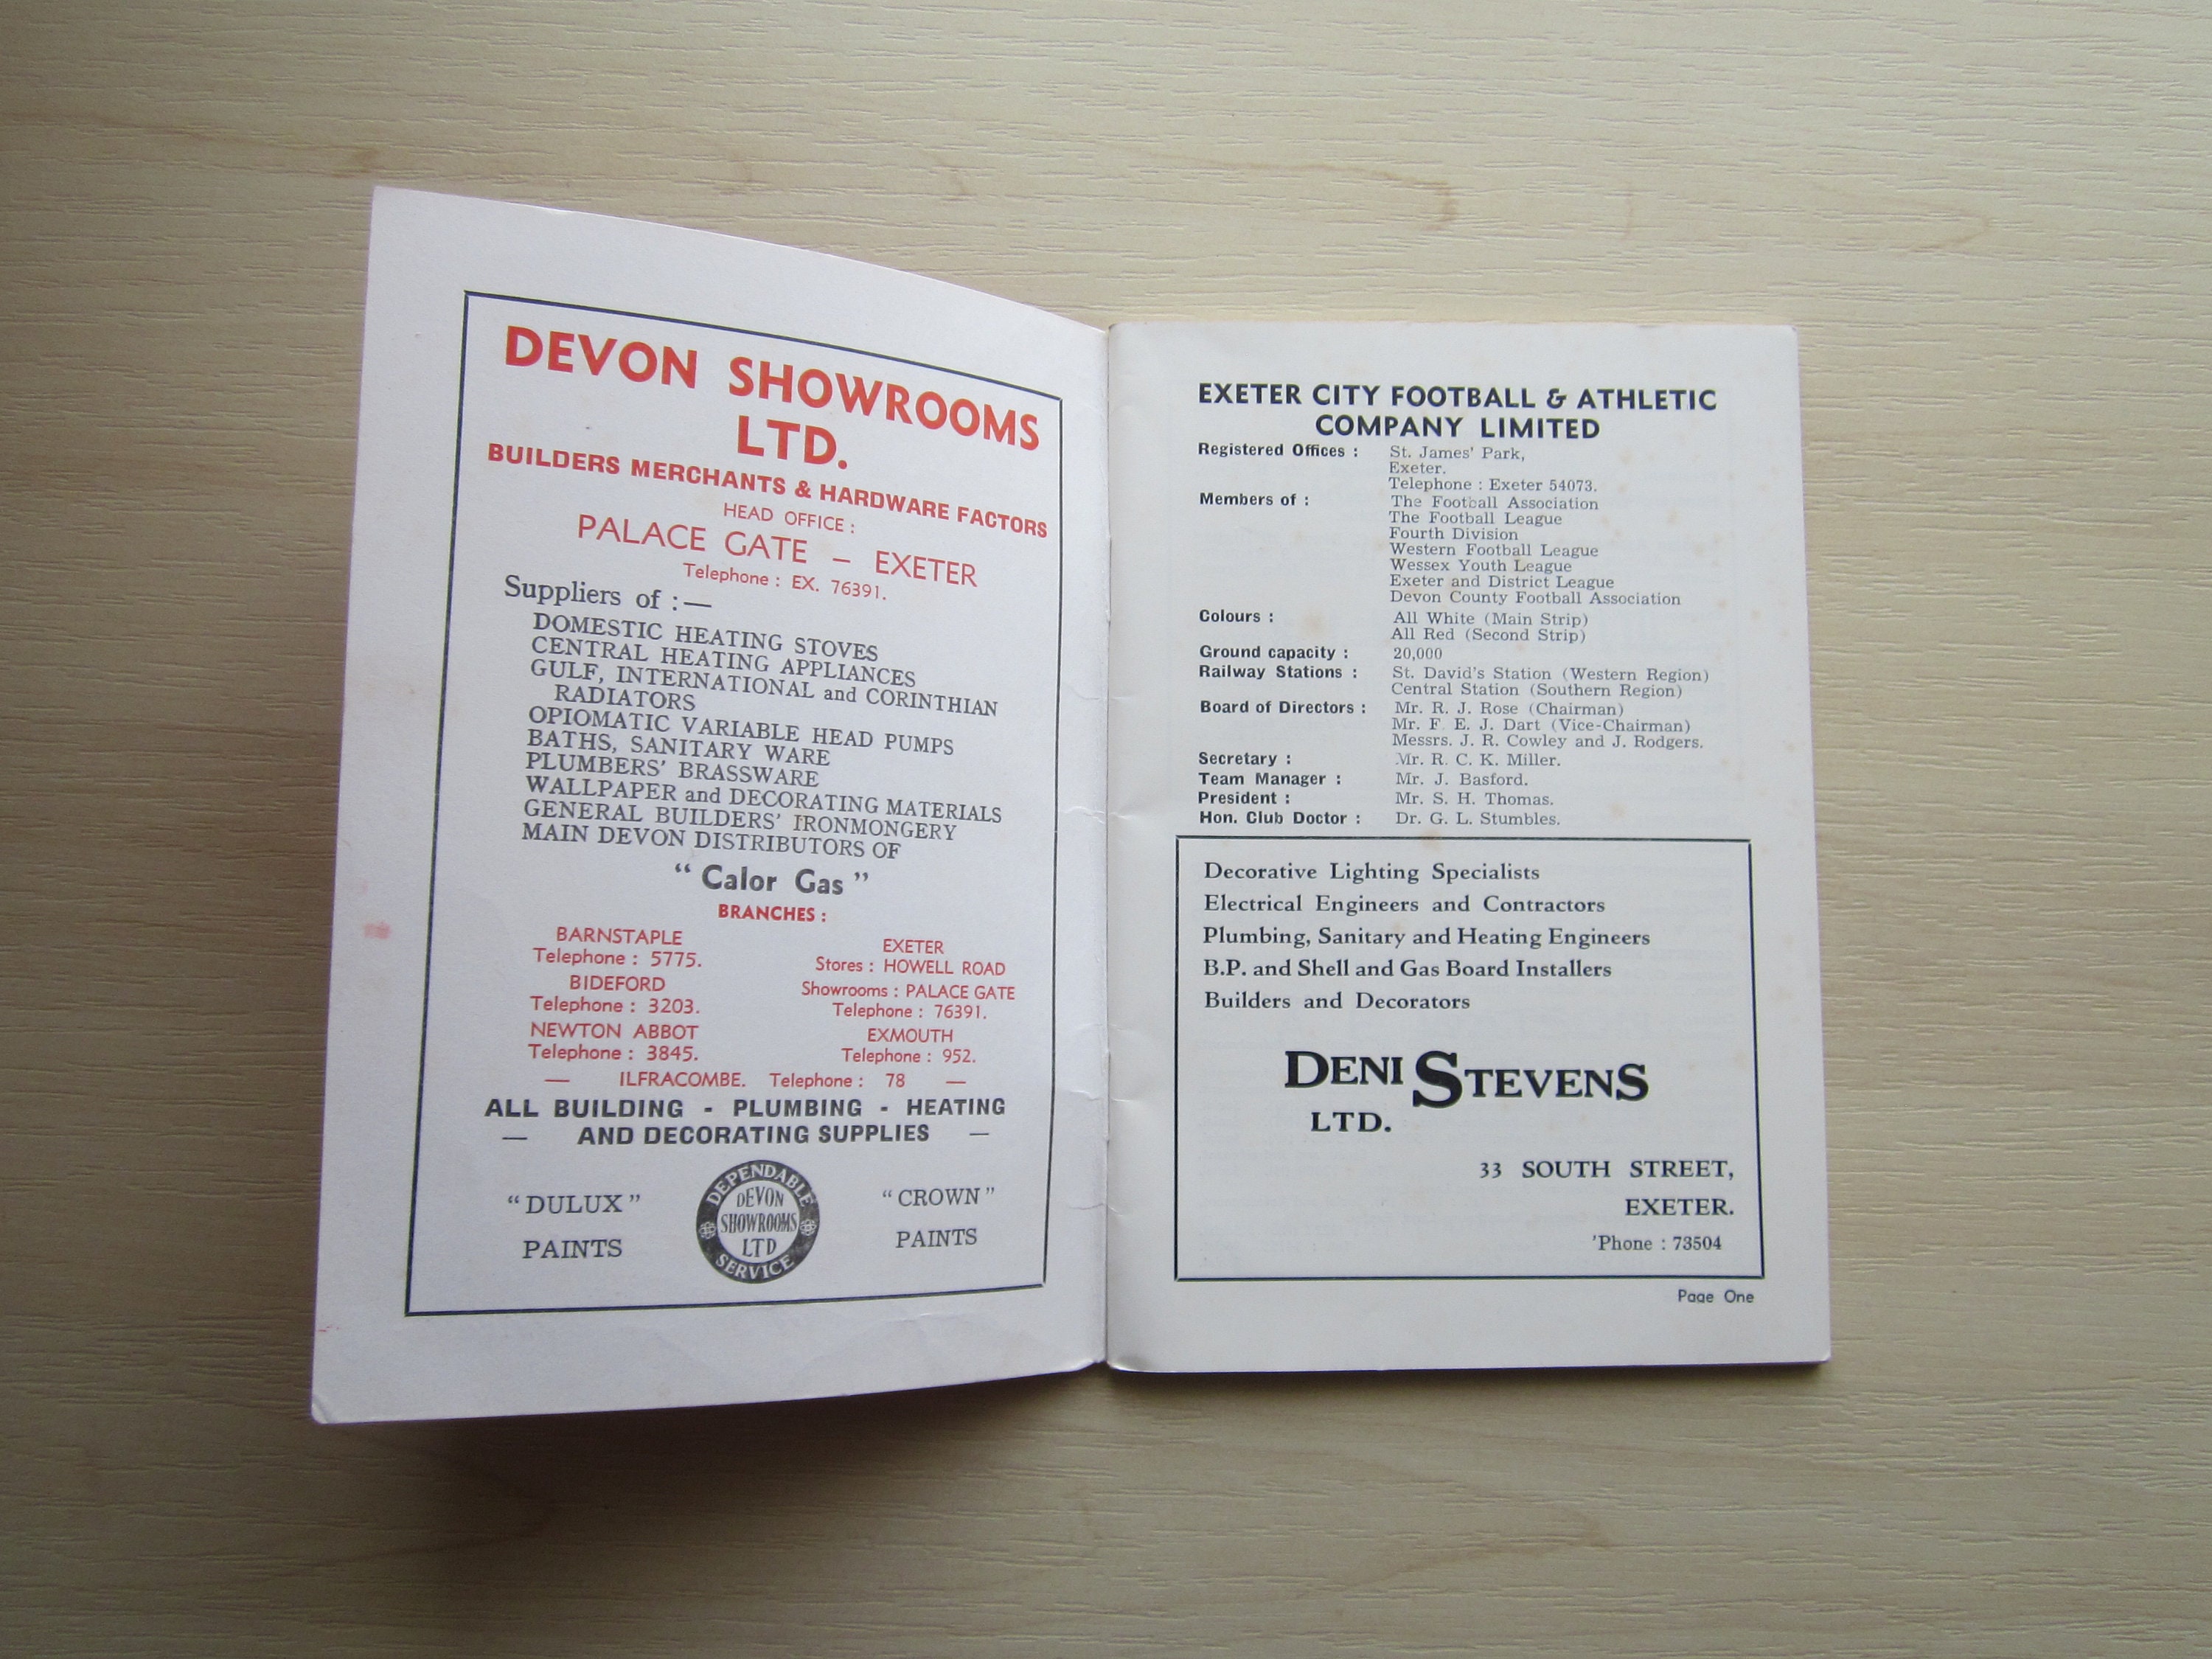 DEVON SHOWROOMS
LTD.
BUILDERS MERCHANTS & HARDWARE FACTORS
HEAD OFFICE :
PALACE GATE – EXETER
Telephone : EX. 76391.
Suppliers of :—
DOMESTIC HEATING STOVES
CENTRAL HEATING APPLIANCES
GULF, INTERNATIONAL and CORINTHIAN
RADIATORS
OPIOMATIC VARIABLE HEAD PUMPS
BATHS, SANITARY WARE
PLUMBERS' BRASSWARE
WALLPAPER and DECORATING MATERIALS
GENERAL BUILDERS' IRONMONGERY
MAIN DEVON DISTRIBUTORS OF
“ Calor Gas ”
BRANCHES :
BARNSTAPLE
Telephone : 5775.
BIDEFORD
Telephone : 3203.
NEWTON ABBOT
Telephone : 3845.
EXETER
Stores : HOWELL ROAD
Showrooms : PALACE GATE
Telephone : 76391.
EXMOUTH
Telephone : 952.
— ILFRACOMBE. Telephone : 78 —
ALL BUILDING - PLUMBING - HEATING
— AND DECORATING SUPPLIES —
“ DULUX ”
PAINTS
DEPENDABLE
DEVON
SHOWROOMS
LTD
SERVICE
“ CROWN ”
PAINTS
EXETER CITY FOOTBALL & ATHLETIC
COMPANY LIMITED
Registered Offices : St. James' Park,
Exeter.
Telephone : Exeter 54073.
Members of : The Football Association
The Football League
Fourth Division
Western Football League
Wessex Youth League
Exeter and District League
Devon County Football Association
Colours : All White (Main Strip)
All Red (Second Strip)
Ground capacity : 20,000
Railway Stations : St. David's Station (Western Region)
Central Station (Southern Region)
Board of Directors : Mr. R. J. Rose (Chairman)
Mr. F. E. J. Dart (Vice-Chairman)
Messrs. J. R. Cowley and J. Rodgers.
Secretary : Mr. R. C. K. Miller.
Team Manager : Mr. J. Basford.
President : Mr. S. H. Thomas.
Hon. Club Doctor : Dr. G. L. Stumbles.
Decorative Lighting Specialists
Electrical Engineers and Contractors
Plumbing, Sanitary and Heating Engineers
B.P. and Shell and Gas Board Installers
Builders and Decorators
DENI STEVENS
LTD.
33 SOUTH STREET,
EXETER.
'Phone : 73504
Page One